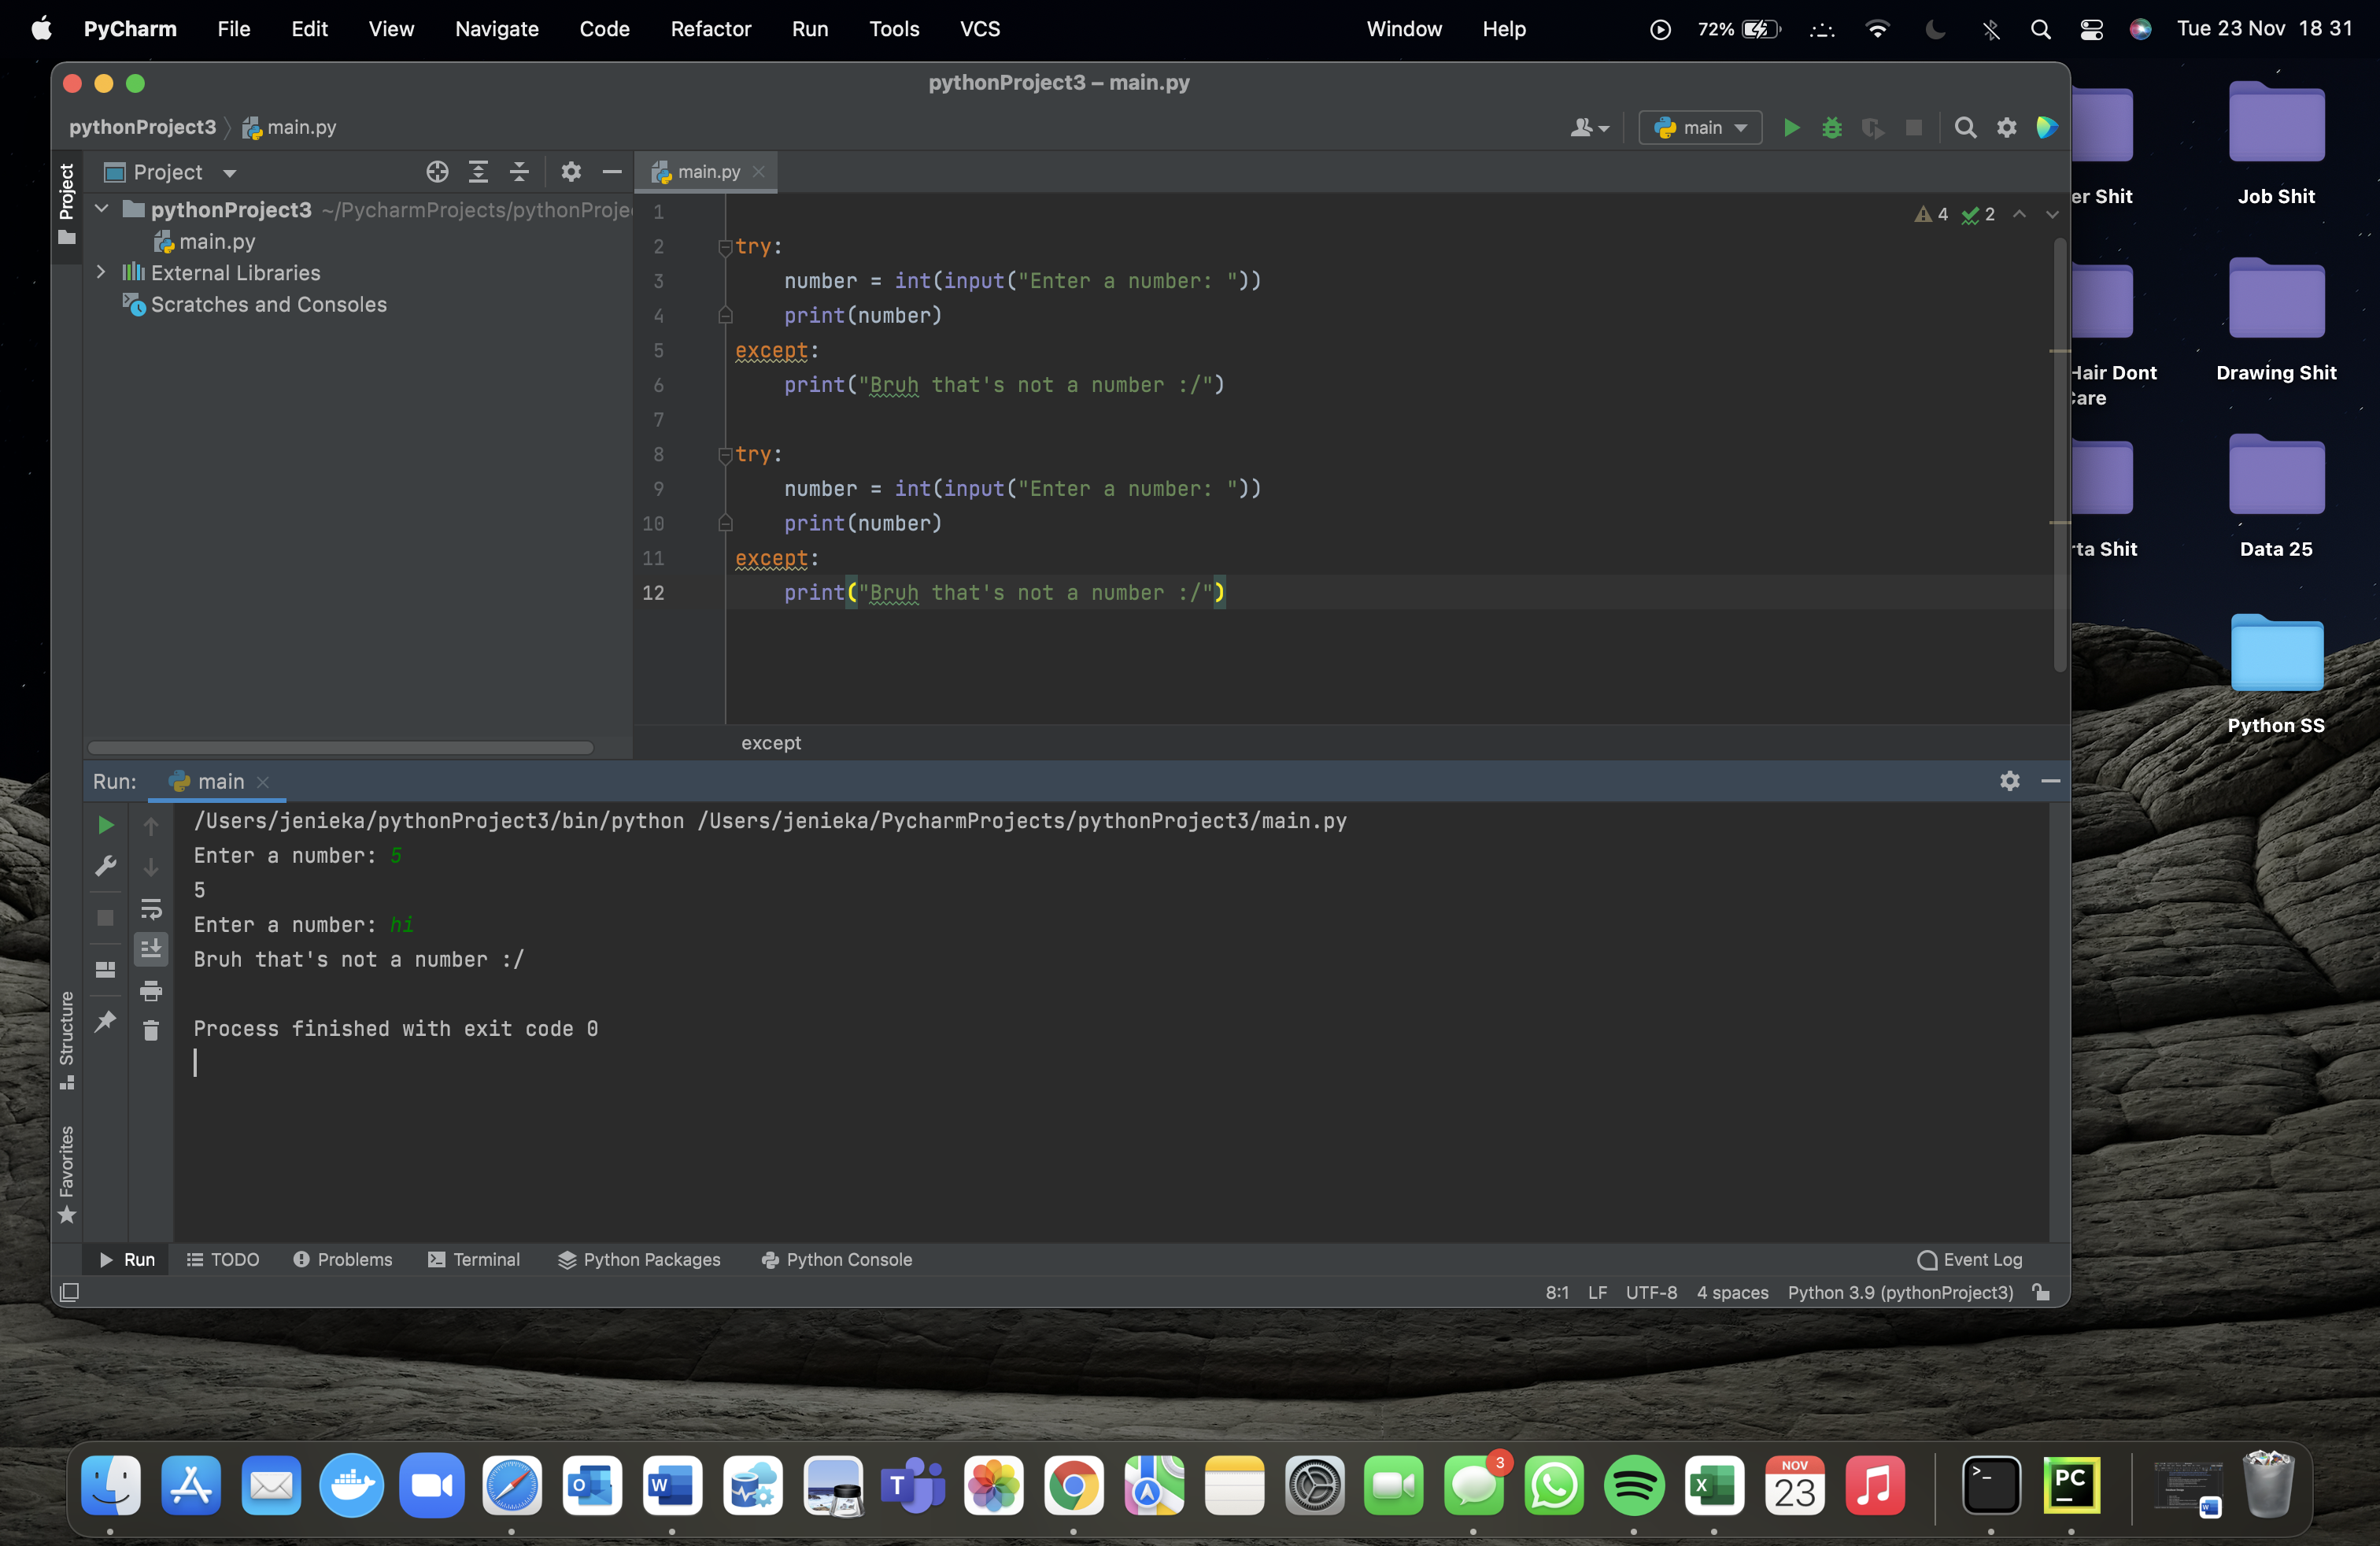 PyCharm File Edit View Navigate Code Refactor Run Tools VCS Window Help 72% Tue 23 Nov 18 31
pythonProject3 – main.py
pythonProject3 main.py main
Project
Project
main.py
pythonProject3 ~/PycharmProjects/pythonProje
main.py
External Libraries
Scratches and Consoles
4 2
1
2 try:
3 number = int(input("Enter a number: "))
4 print(number)
5 except:
6 print("Bruh that's not a number :/")
7
8 try:
9 number = int(input("Enter a number: "))
10 print(number)
11 except:
12 print("Bruh that's not a number :/")
except
er Shit
Job Shit
Hair Dont
Care
Drawing Shit
rta Shit
Data 25
Python SS
Run: main
/Users/jenieka/pythonProject3/bin/python /Users/jenieka/PycharmProjects/pythonProject3/main.py
Enter a number: 5
5
Enter a number: hi
Bruh that's not a number :/
Process finished with exit code 0
Structure
Favorites
Run TODO Problems Terminal Python Packages Python Console Event Log
8:1 LF UTF-8 4 spaces Python 3.9 (pythonProject3)
3
NOV
23
PC